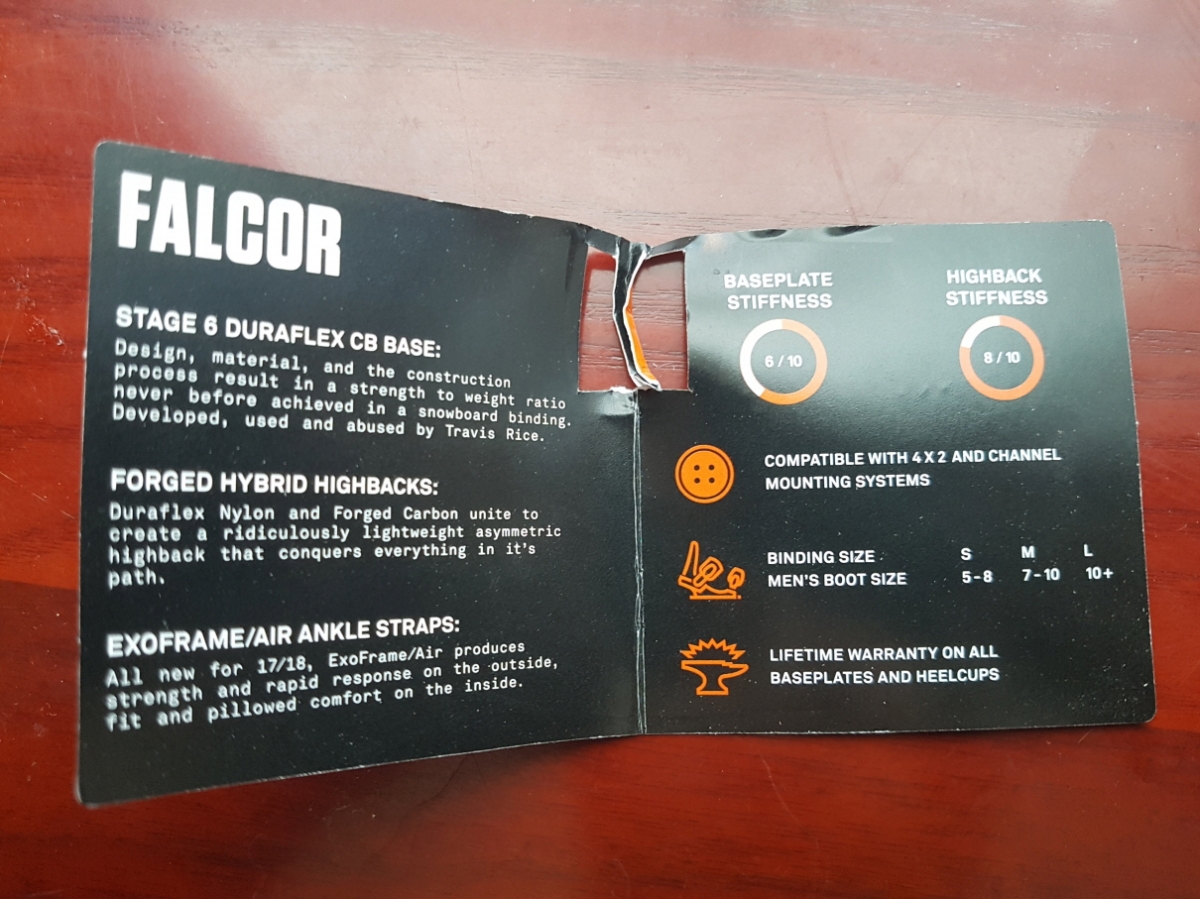 FALCOR
STAGE 6 DURAFLEX CB BASE:
Design, material, and the construction
process result in a strength to weight ratio
never before achieved in a snowboard binding.
Developed, used and abused by Travis Rice.
FORGED HYBRID HIGHBACKS:
Duraflex Nylon and Forged Carbon unite to
create a ridiculously lightweight asymmetric
highback that conquers everything in it's
path.
EXOFRAME/AIR ANKLE STRAPS:
All new for 17/18, ExoFrame/Air produces
strength and rapid response on the outside,
fit and pillowed comfort on the inside.
BASEPLATE
STIFFNESS
6 / 10
HIGHBACK
STIFFNESS
8 / 10
COMPATIBLE WITH 4 X 2 AND CHANNEL
MOUNTING SYSTEMS
BINDING SIZE S M L
MEN'S BOOT SIZE 5-8 7-10 10+
LIFETIME WARRANTY ON ALL
BASEPLATES AND HEELCUPS